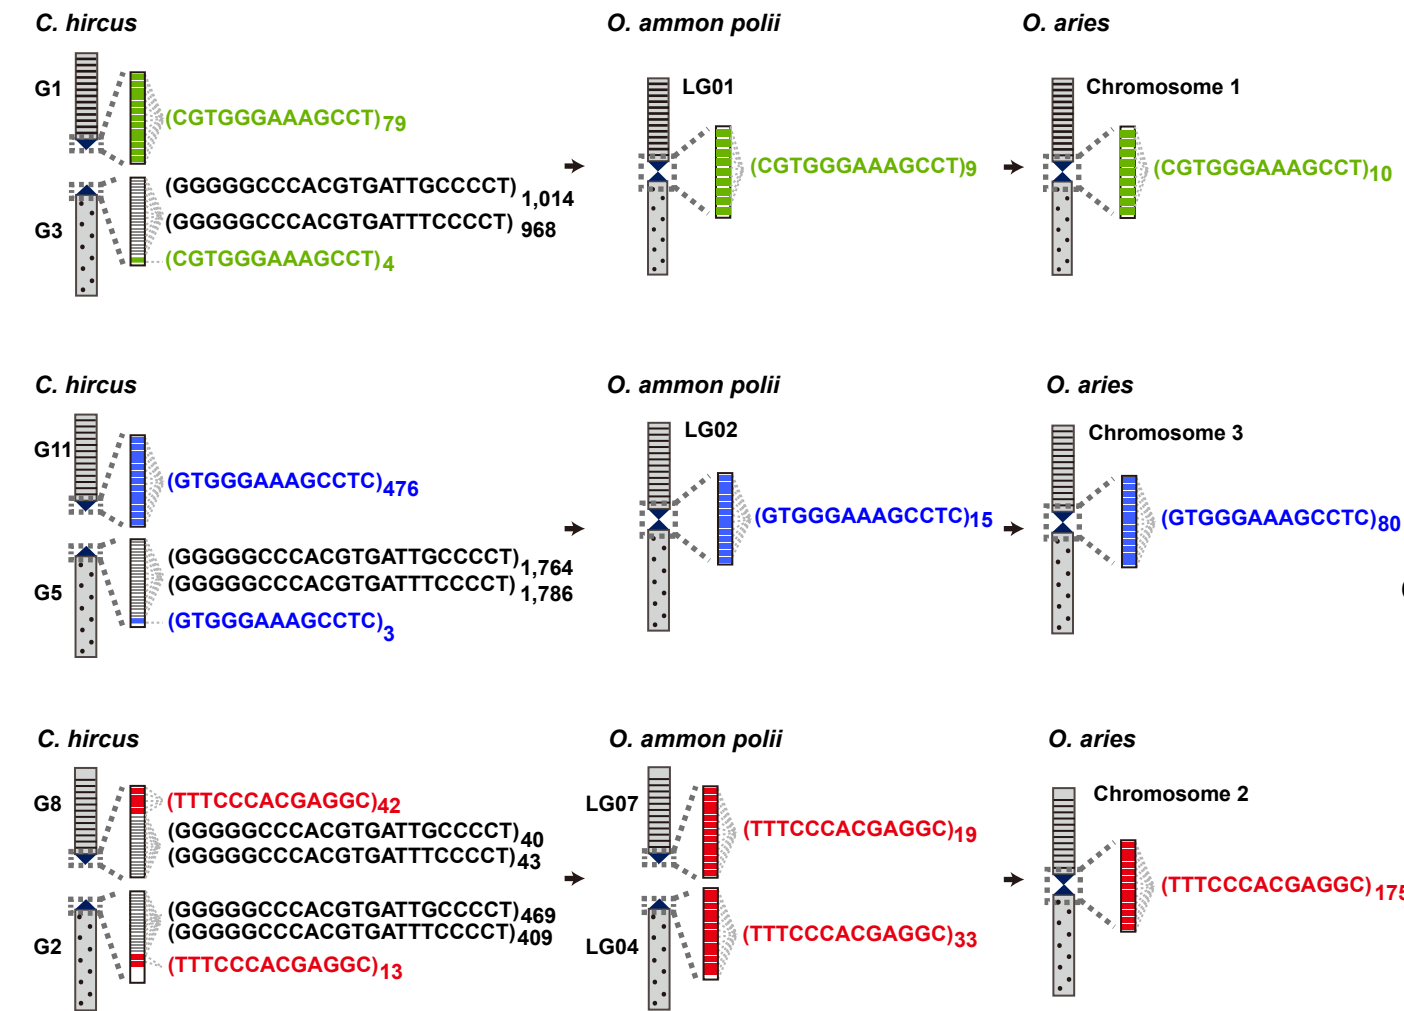 C. hircus
O. ammon polii
O. aries
G1
(CGTGGGAAAGCCT)79
G3
(GGGGGCCCACGTGATTGCCCCT)1,014
(GGGGGCCCACGTGATTTCCCCT) 968
(CGTGGGAAAGCCT)4
LG01
(CGTGGGAAAGCCT)9
Chromosome 1
(CGTGGGAAAGCCT)10
C. hircus
O. ammon polii
O. aries
G11
(GTGGGAAAGCCTC)476
G5
(GGGGGCCCACGTGATTGCCCCT)1,764
(GGGGGCCCACGTGATTTCCCCT)1,786
(GTGGGAAAGCCTC)3
LG02
(GTGGGAAAGCCTC)15
Chromosome 3
(GTGGGAAAGCCTC)80
C. hircus
O. ammon polii
O. aries
G8
(TTTCCCACGAGGC)42
(GGGGGCCCACGTGATTGCCCCT)40
(GGGGGCCCACGTGATTTCCCCT)43
G2
(GGGGGCCCACGTGATTGCCCCT)469
(GGGGGCCCACGTGATTTCCCCT)409
(TTTCCCACGAGGC)13
LG07
(TTTCCCACGAGGC)19
LG04
(TTTCCCACGAGGC)33
Chromosome 2
(TTTCCCACGAGGC)175